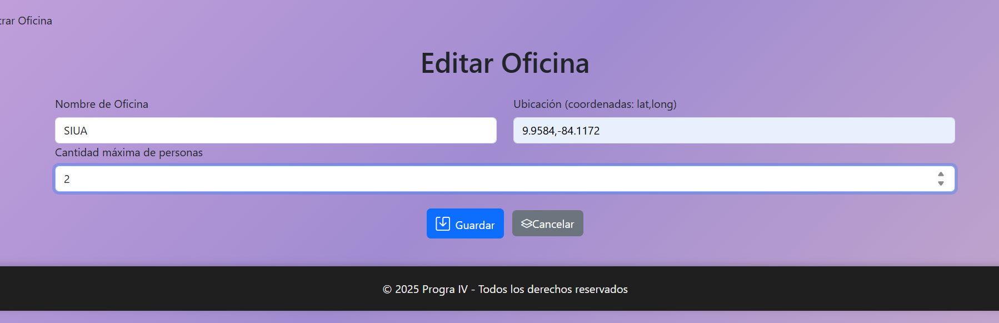 Oficina
Editar Oficina
Nombre de Oficina
Ubicación (coordenadas: lat,long)
SIUA
9.9584,-84.1172
Cantidad máxima de personas
2
Guardar
Cancelar
© 2025 Progra IV - Todos los derechos reservados